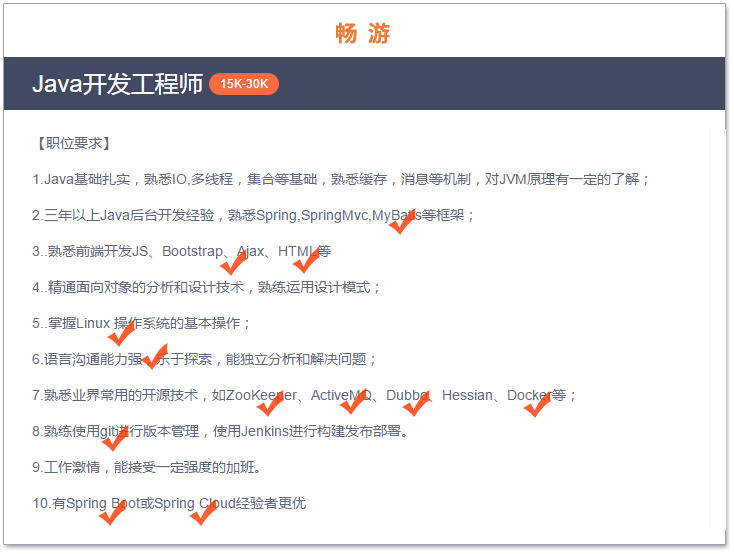 畅 游
Java开发工程师 15K-30K
【职位要求】
1.Java基础扎实，熟悉IO,多线程，集合等基础，熟悉缓存，消息等机制，对JVM原理有一定的了解；
2.三年以上Java后台开发经验，熟悉Spring,SpringMvc,MyBatis等框架；
3..熟悉前端开发JS、Bootstrap、Ajax、HTML等
4..精通面向对象的分析和设计技术，熟练运用设计模式；
5..掌握Linux 操作系统的基本操作；
6.语言沟通能力强，乐于探索，能独立分析和解决问题；
7.熟悉业界常用的开源技术，如ZooKeeper、ActiveMQ、Dubbo、Hessian、Docker等；
8.熟练使用git进行版本管理，使用Jenkins进行构建发布部署。
9.工作激情，能接受一定强度的加班。
10.有Spring Boot或Spring Cloud经验者更优